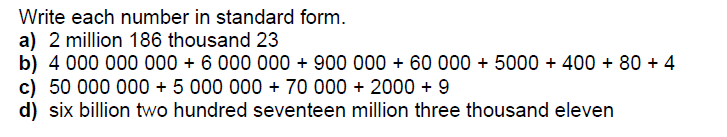 Write each number in standard form.
a) 2 million 186 thousand 23
b) 4 000 000 000 + 6 000 000 + 900 000 + 60 000 + 5000 + 400 + 80 + 4
c) 50 000 000 + 5 000 000 + 70 000 + 2000 + 9
d) six billion two hundred seventeen million three thousand eleven